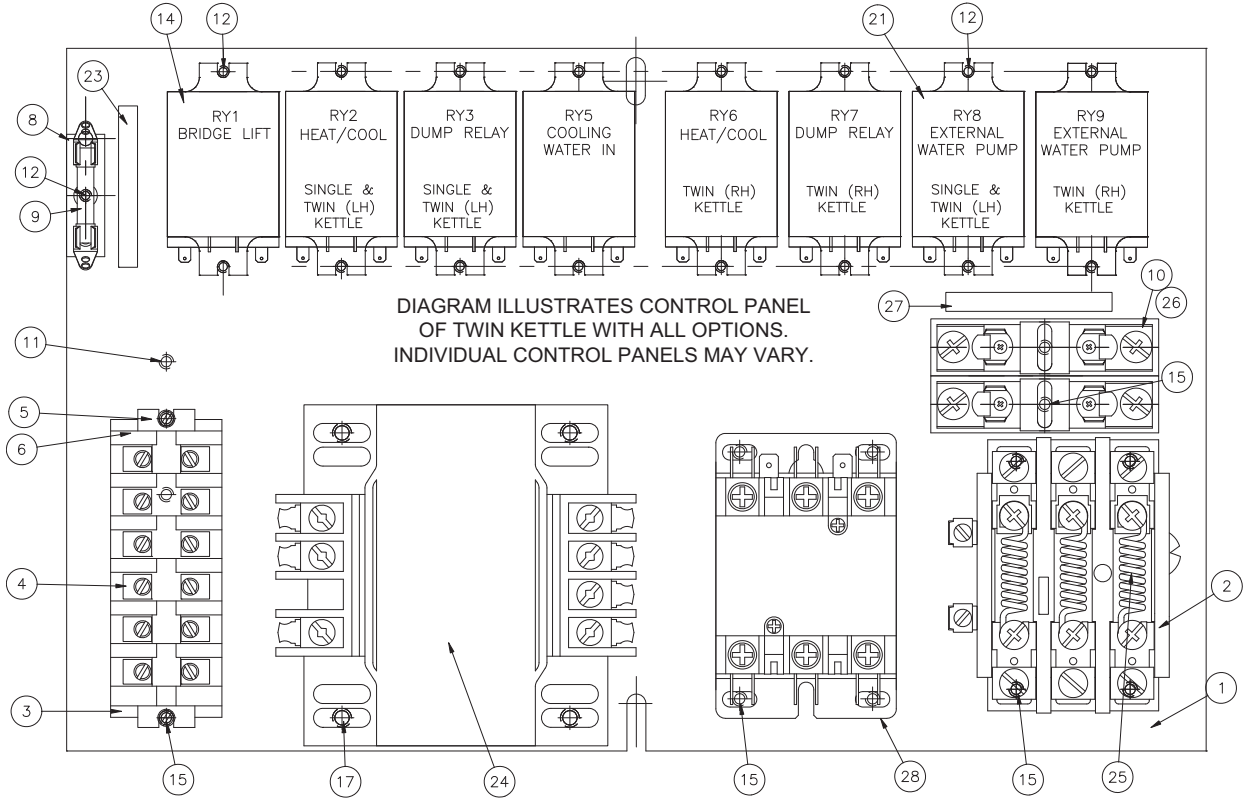 14
12
21
12
23
8
12
9
RY1
BRIDGE LIFT
RY2
HEAT/COOL
SINGLE &
TWIN (LH)
KETTLE
RY3
DUMP RELAY
SINGLE &
TWIN (LH)
KETTLE
RY5
COOLING
WATER IN
RY6
HEAT/COOL
TWIN (RH)
KETTLE
RY7
DUMP RELAY
TWIN (RH)
KETTLE
RY8
EXTERNAL
WATER PUMP
SINGLE &
TWIN (LH)
KETTLE
RY9
EXTERNAL
WATER PUMP
TWIN (RH)
KETTLE
DIAGRAM ILLUSTRATES CONTROL PANEL
OF TWIN KETTLE WITH ALL OPTIONS.
INDIVIDUAL CONTROL PANELS MAY VARY.
27
10
26
11
15
5
6
4
2
3
1
15
17
24
15
28
15
25